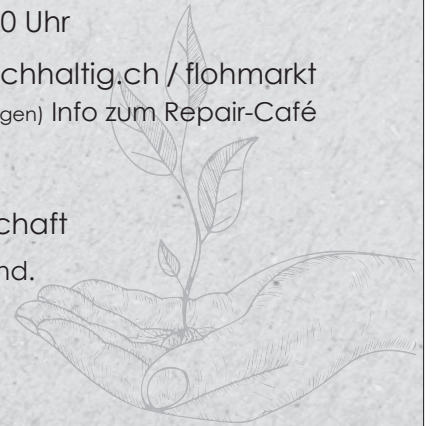 0 Uhr
chhaltig.ch / flohmarkt
gen) Info zum Repair-Café
chaft
nd.